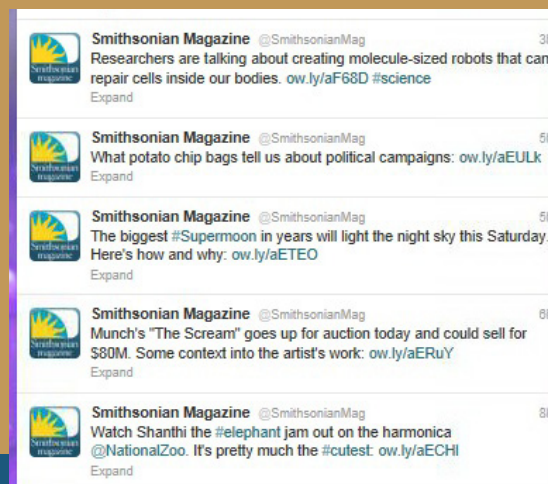 Smithsonian Magazine @SmithsonianMag
Researchers are talking about creating molecule-sized robots that can
repair cells inside our bodies. ow.ly/aF68D #science
Expand
Smithsonian Magazine @SmithsonianMag
What potato chip bags tell us about political campaigns: ow.ly/aEULk
Expand
Smithsonian Magazine @SmithsonianMag
The biggest #Supermoon in years will light the night sky this Saturday.
Here's how and why: ow.ly/aETEO
Expand
Smithsonian Magazine @SmithsonianMag
Munch's "The Scream" goes up for auction today and could sell for
$80M. Some context into the artist's work: ow.ly/aERuY
Expand
Smithsonian Magazine @SmithsonianMag
Watch Shanthi the #elephant jam out on the harmonica
@NationalZoo. It's pretty much the #cutest: ow.ly/aECHl
Expand